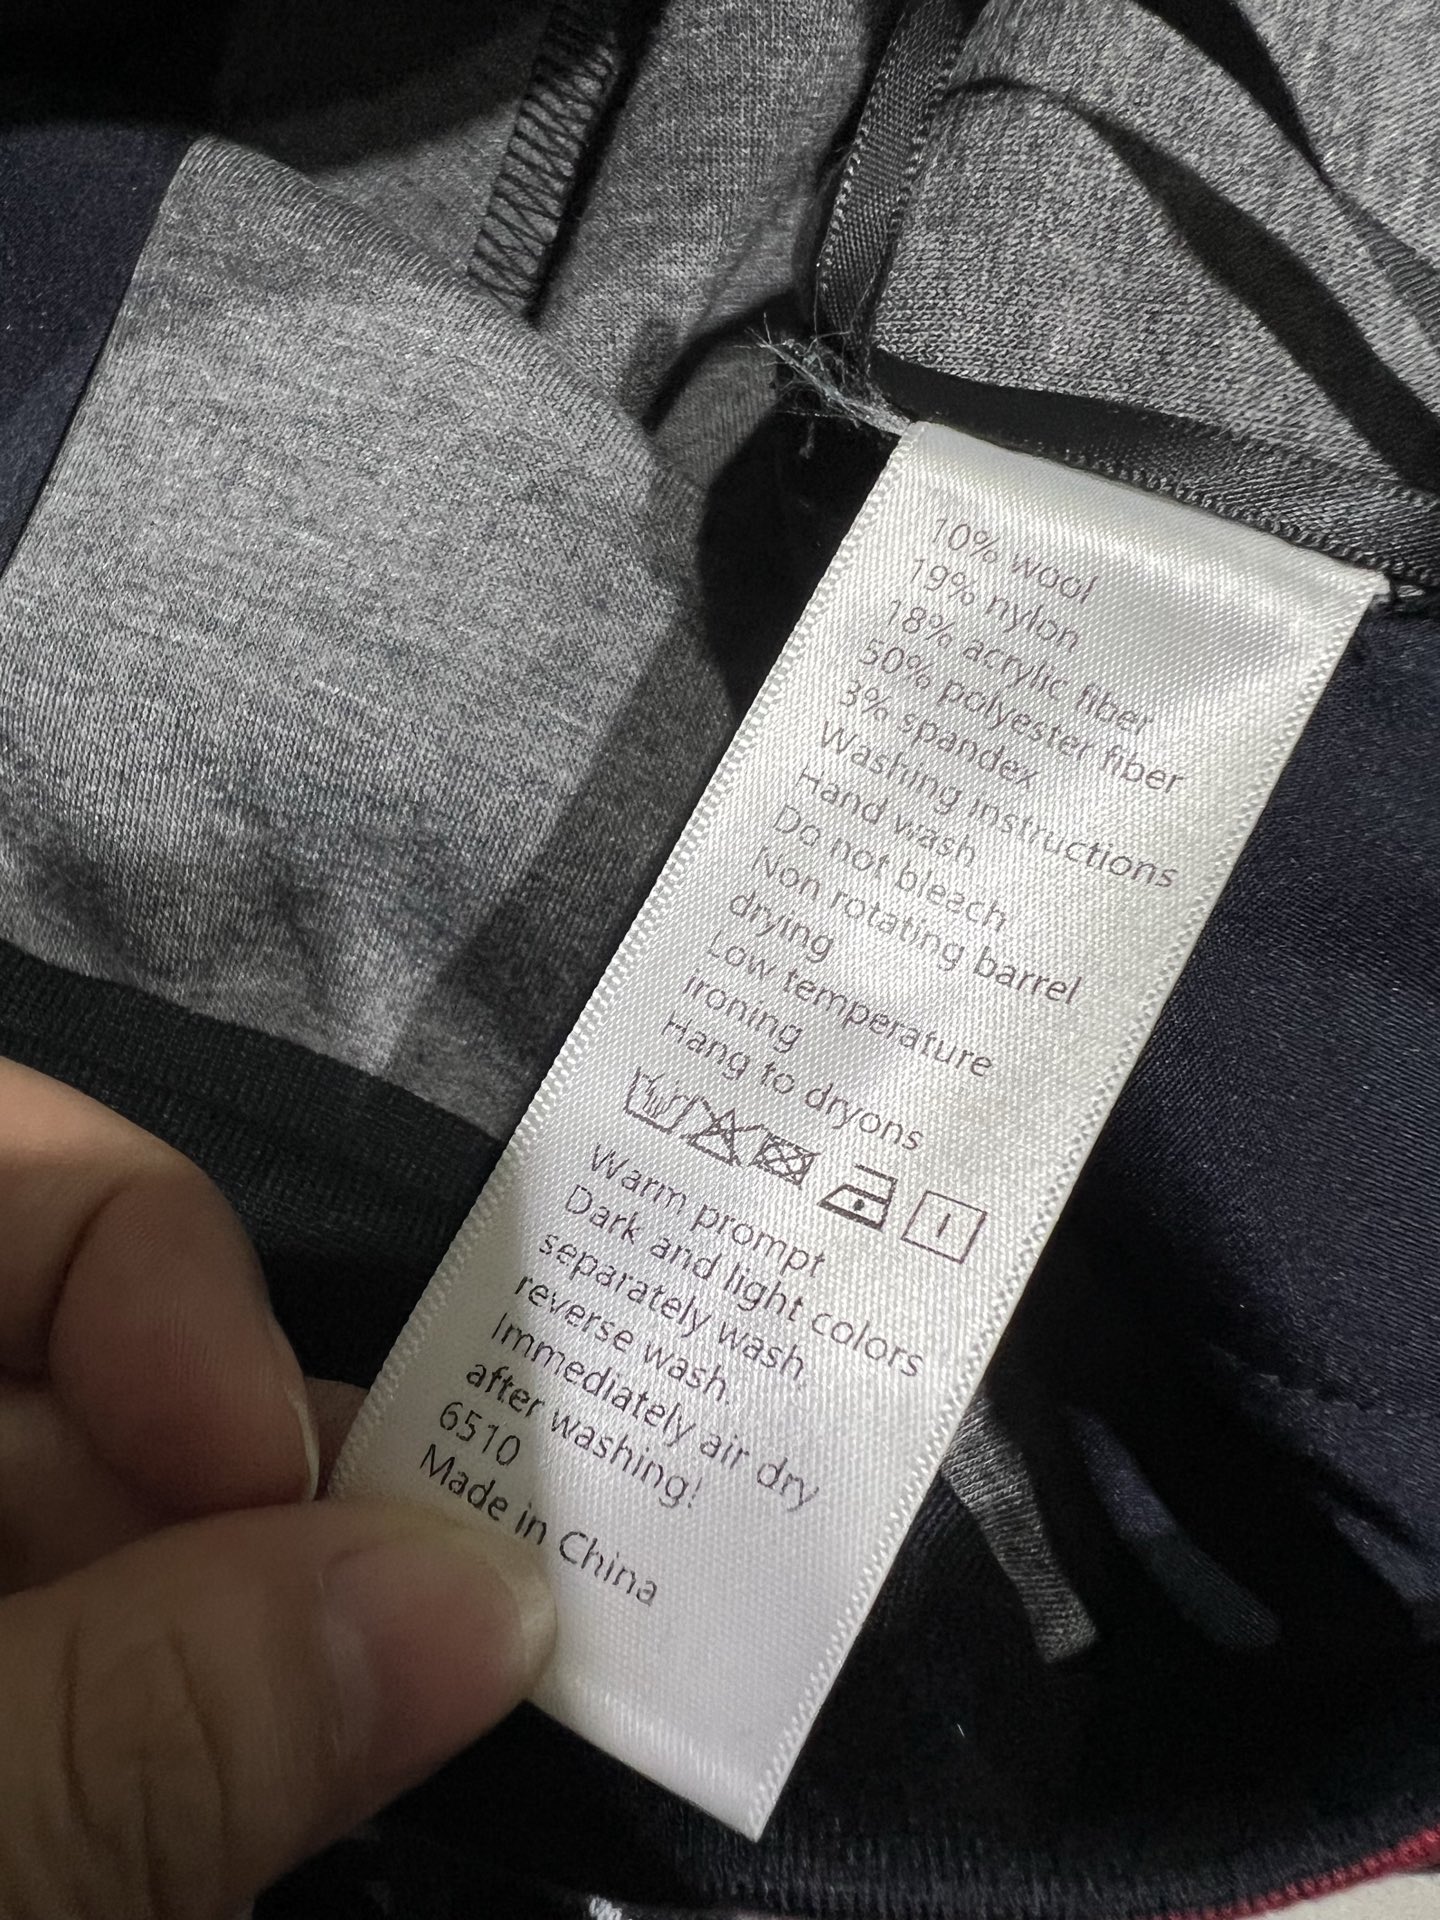 10% wool
19% nylon
18% acrylic fiber
50% polyester fiber
3% spandex
Washing instructions
Hand wash
Do not bleach
Non rotating barrel
drying
Low temperature
ironing
Hang to dryons
Warm prompt
Dark and light colors
separately wash,
reverse wash.
Immediately air dry
after washing!
6510
Made in China